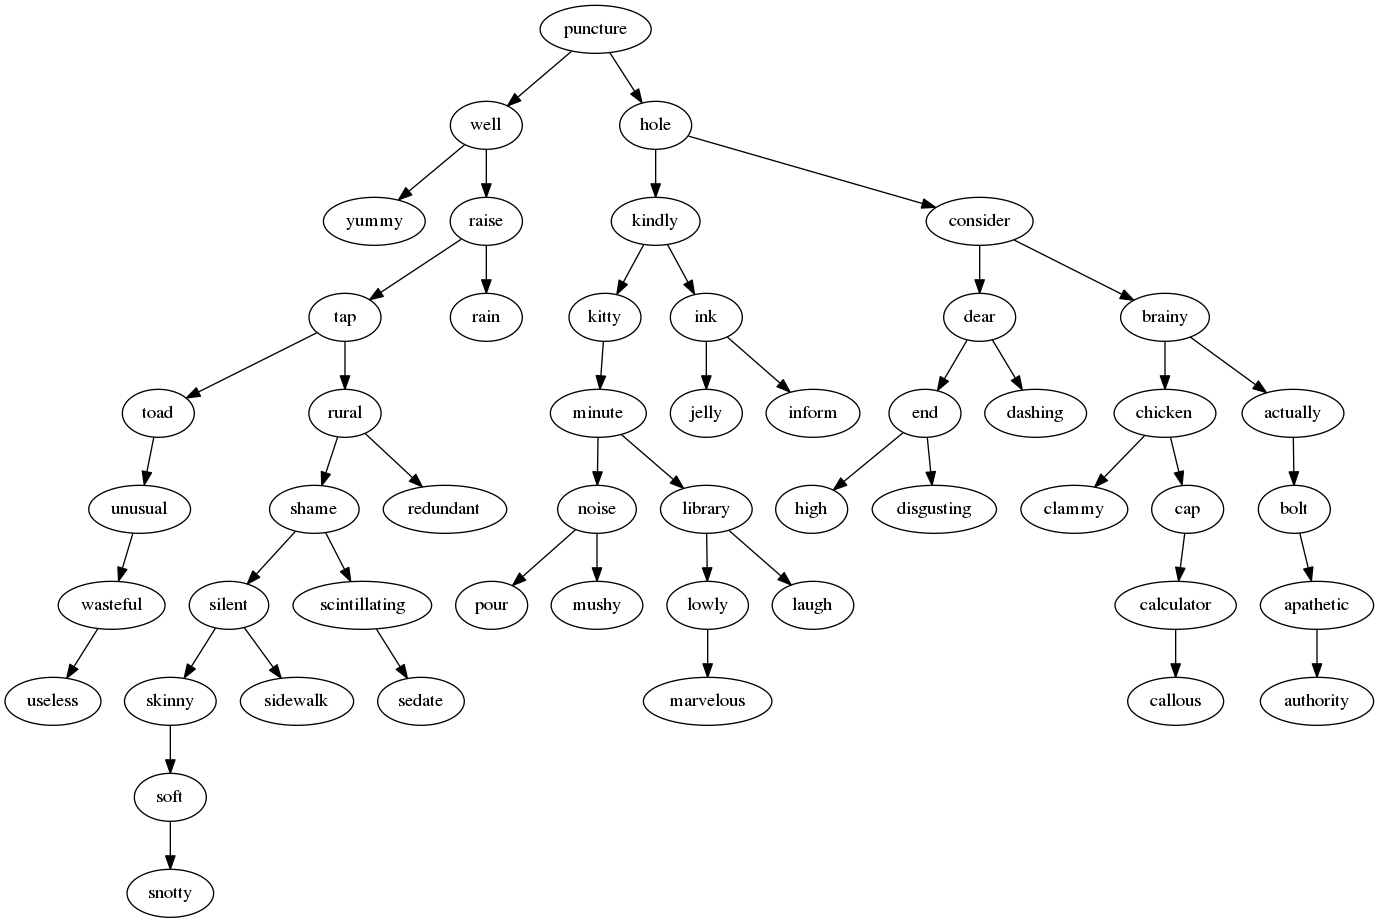 puncture
well
hole
yummy
raise
kindly
consider
tap
rain
kitty
ink
dear
brainy
toad
rural
minute
jelly
inform
end
dashing
chicken
actually
unusual
shame
redundant
noise
library
high
disgusting
clammy
cap
bolt
wasteful
silent
scintillating
pour
mushy
lowly
laugh
calculator
apathetic
useless
skinny
sidewalk
sedate
marvelous
callous
authority
soft
snotty